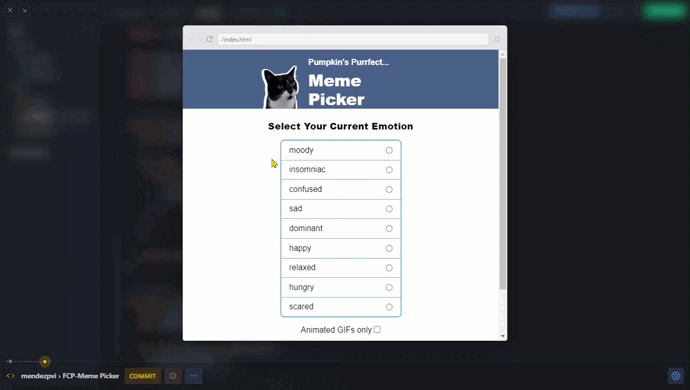 /index.html
Pumpkin's Purrfect...
Meme
Picker
Select Your Current Emotion
moody
insomniac
confused
sad
dominant
happy
relaxed
hungry
scared
Animated GIFs only
mendezpvi › FCP-Meme Picker
COMMIT